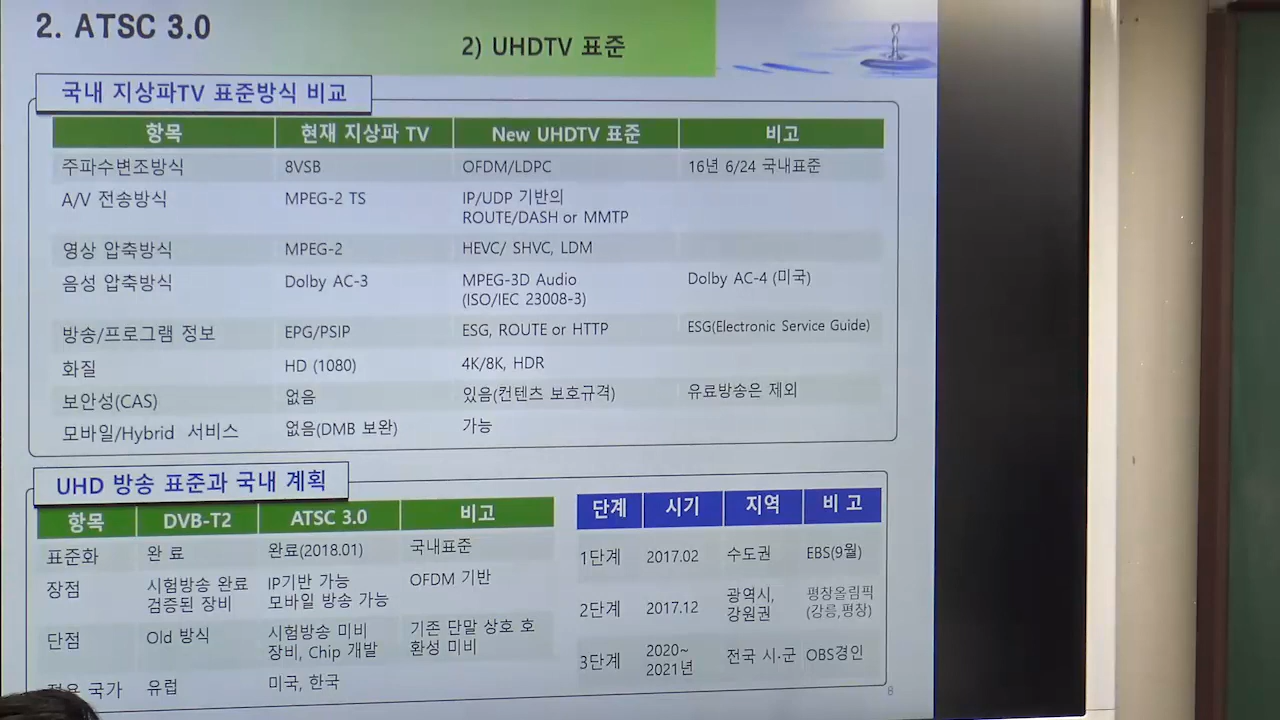 2. ATSC 3.0
2) UHDTV 표준
국내 지상파TV 표준방식 비교
항목 현재 지상파 TV New UHDTV 표준 비고
주파수변조방식 8VSB OFDM/LDPC 16년 6/24 국내표준
A/V 전송방식 MPEG-2 TS IP/UDP 기반의
ROUTE/DASH or MMTP
영상 압축방식 MPEG-2 HEVC/ SHVC, LDM
음성 압축방식 Dolby AC-3 MPEG-3D Audio Dolby AC-4 (미국)
(ISO/IEC 23008-3)
방송/프로그램 정보 EPG/PSIP ESG, ROUTE or HTTP ESG(Electronic Service Guide)
화질 HD (1080) 4K/8K, HDR
보안성(CAS) 없음 있음(컨텐츠 보호규격) 유료방송은 제외
모바일/Hybrid 서비스 없음(DMB 보완) 가능
UHD 방송 표준과 국내 계획
항목 DVB-T2 ATSC 3.0 비고
표준화 완 료 완료(2018.01) 국내표준
장점 시험방송 완료 IP기반 가능 OFDM 기반
검증된 장비 모바일 방송 가능
단점 Old 방식 시험방송 미비 기존 단말 상호 호
장비, Chip 개발 환성 미비
국가 유럽 미국, 한국
단계 시기 지역 비 고
1단계 2017.02 수도권 EBS(9월)
2단계 2017.12 광역시, 평창올림픽
강원권 (강릉,평창)
3단계 2020~ 전국 시·군 OBS경인
2021년
8